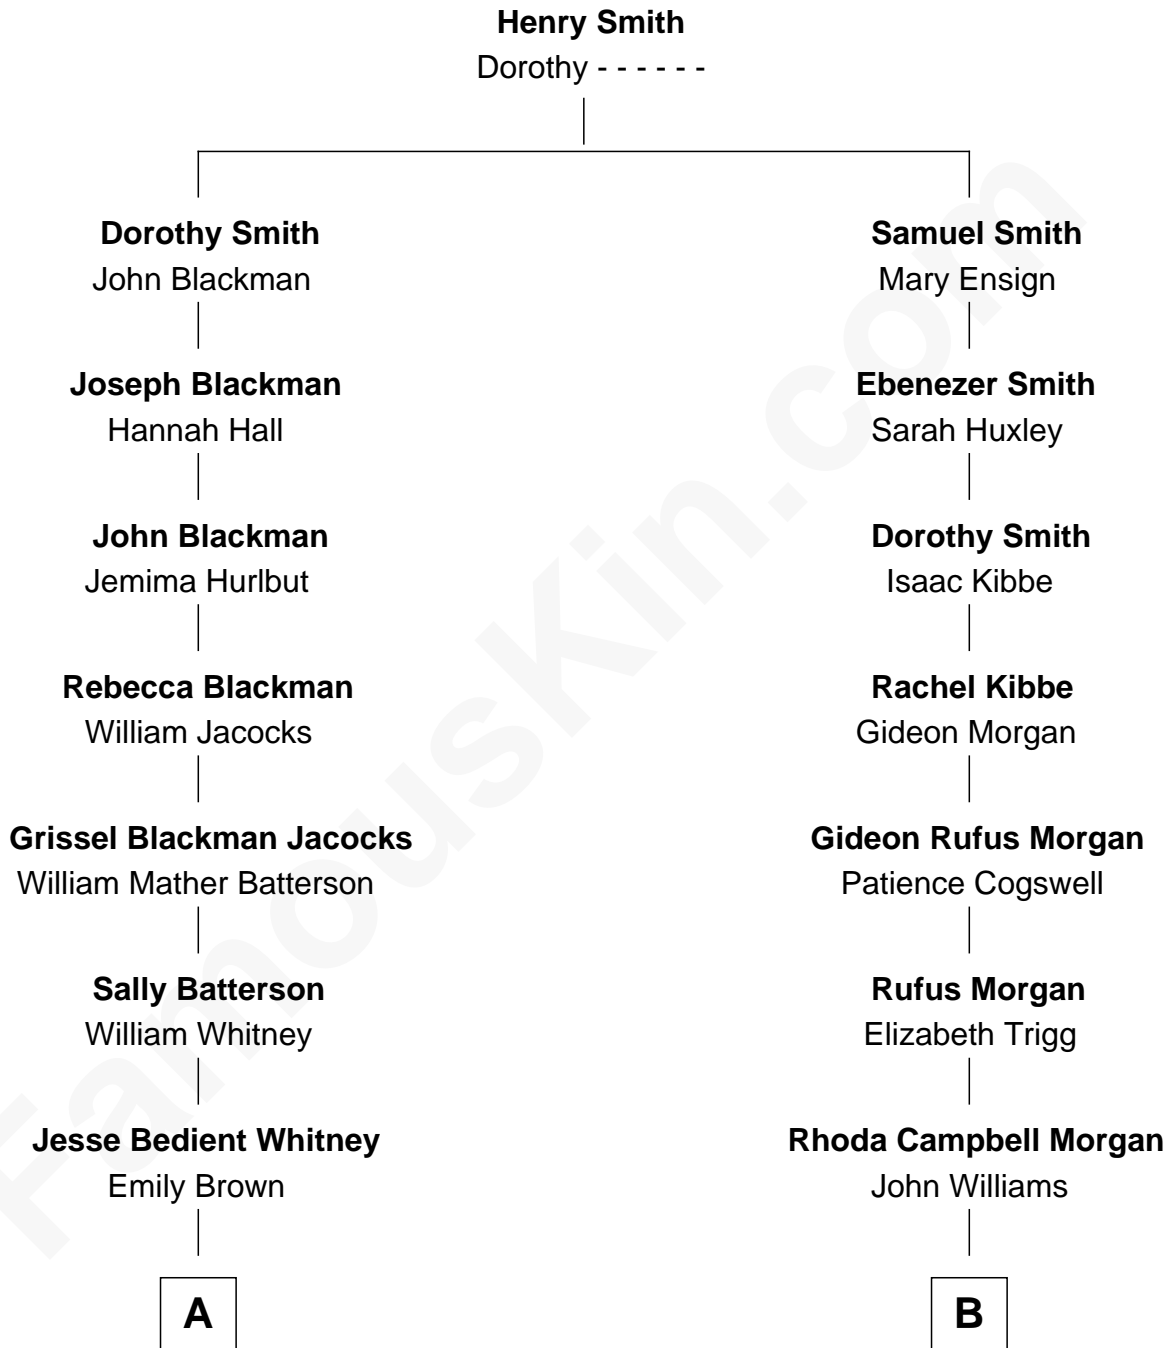 Henry Smith
Dorothy - - - - - -
Dorothy Smith
John Blackman
Samuel Smith
Mary Ensign
Joseph Blackman
Hannah Hall
Ebenezer Smith
Sarah Huxley
John Blackman
Jemima Hurlbut
Dorothy Smith
Isaac Kibbe
Rebecca Blackman
William Jacocks
Rachel Kibbe
Gideon Morgan
Grissel Blackman Jacocks
William Mather Batterson
Gideon Rufus Morgan
Patience Cogswell
Sally Batterson
William Whitney
Rufus Morgan
Elizabeth Trigg
Jesse Bedient Whitney
Emily Brown
Rhoda Campbell Morgan
John Williams
A
B
FamousKin.com